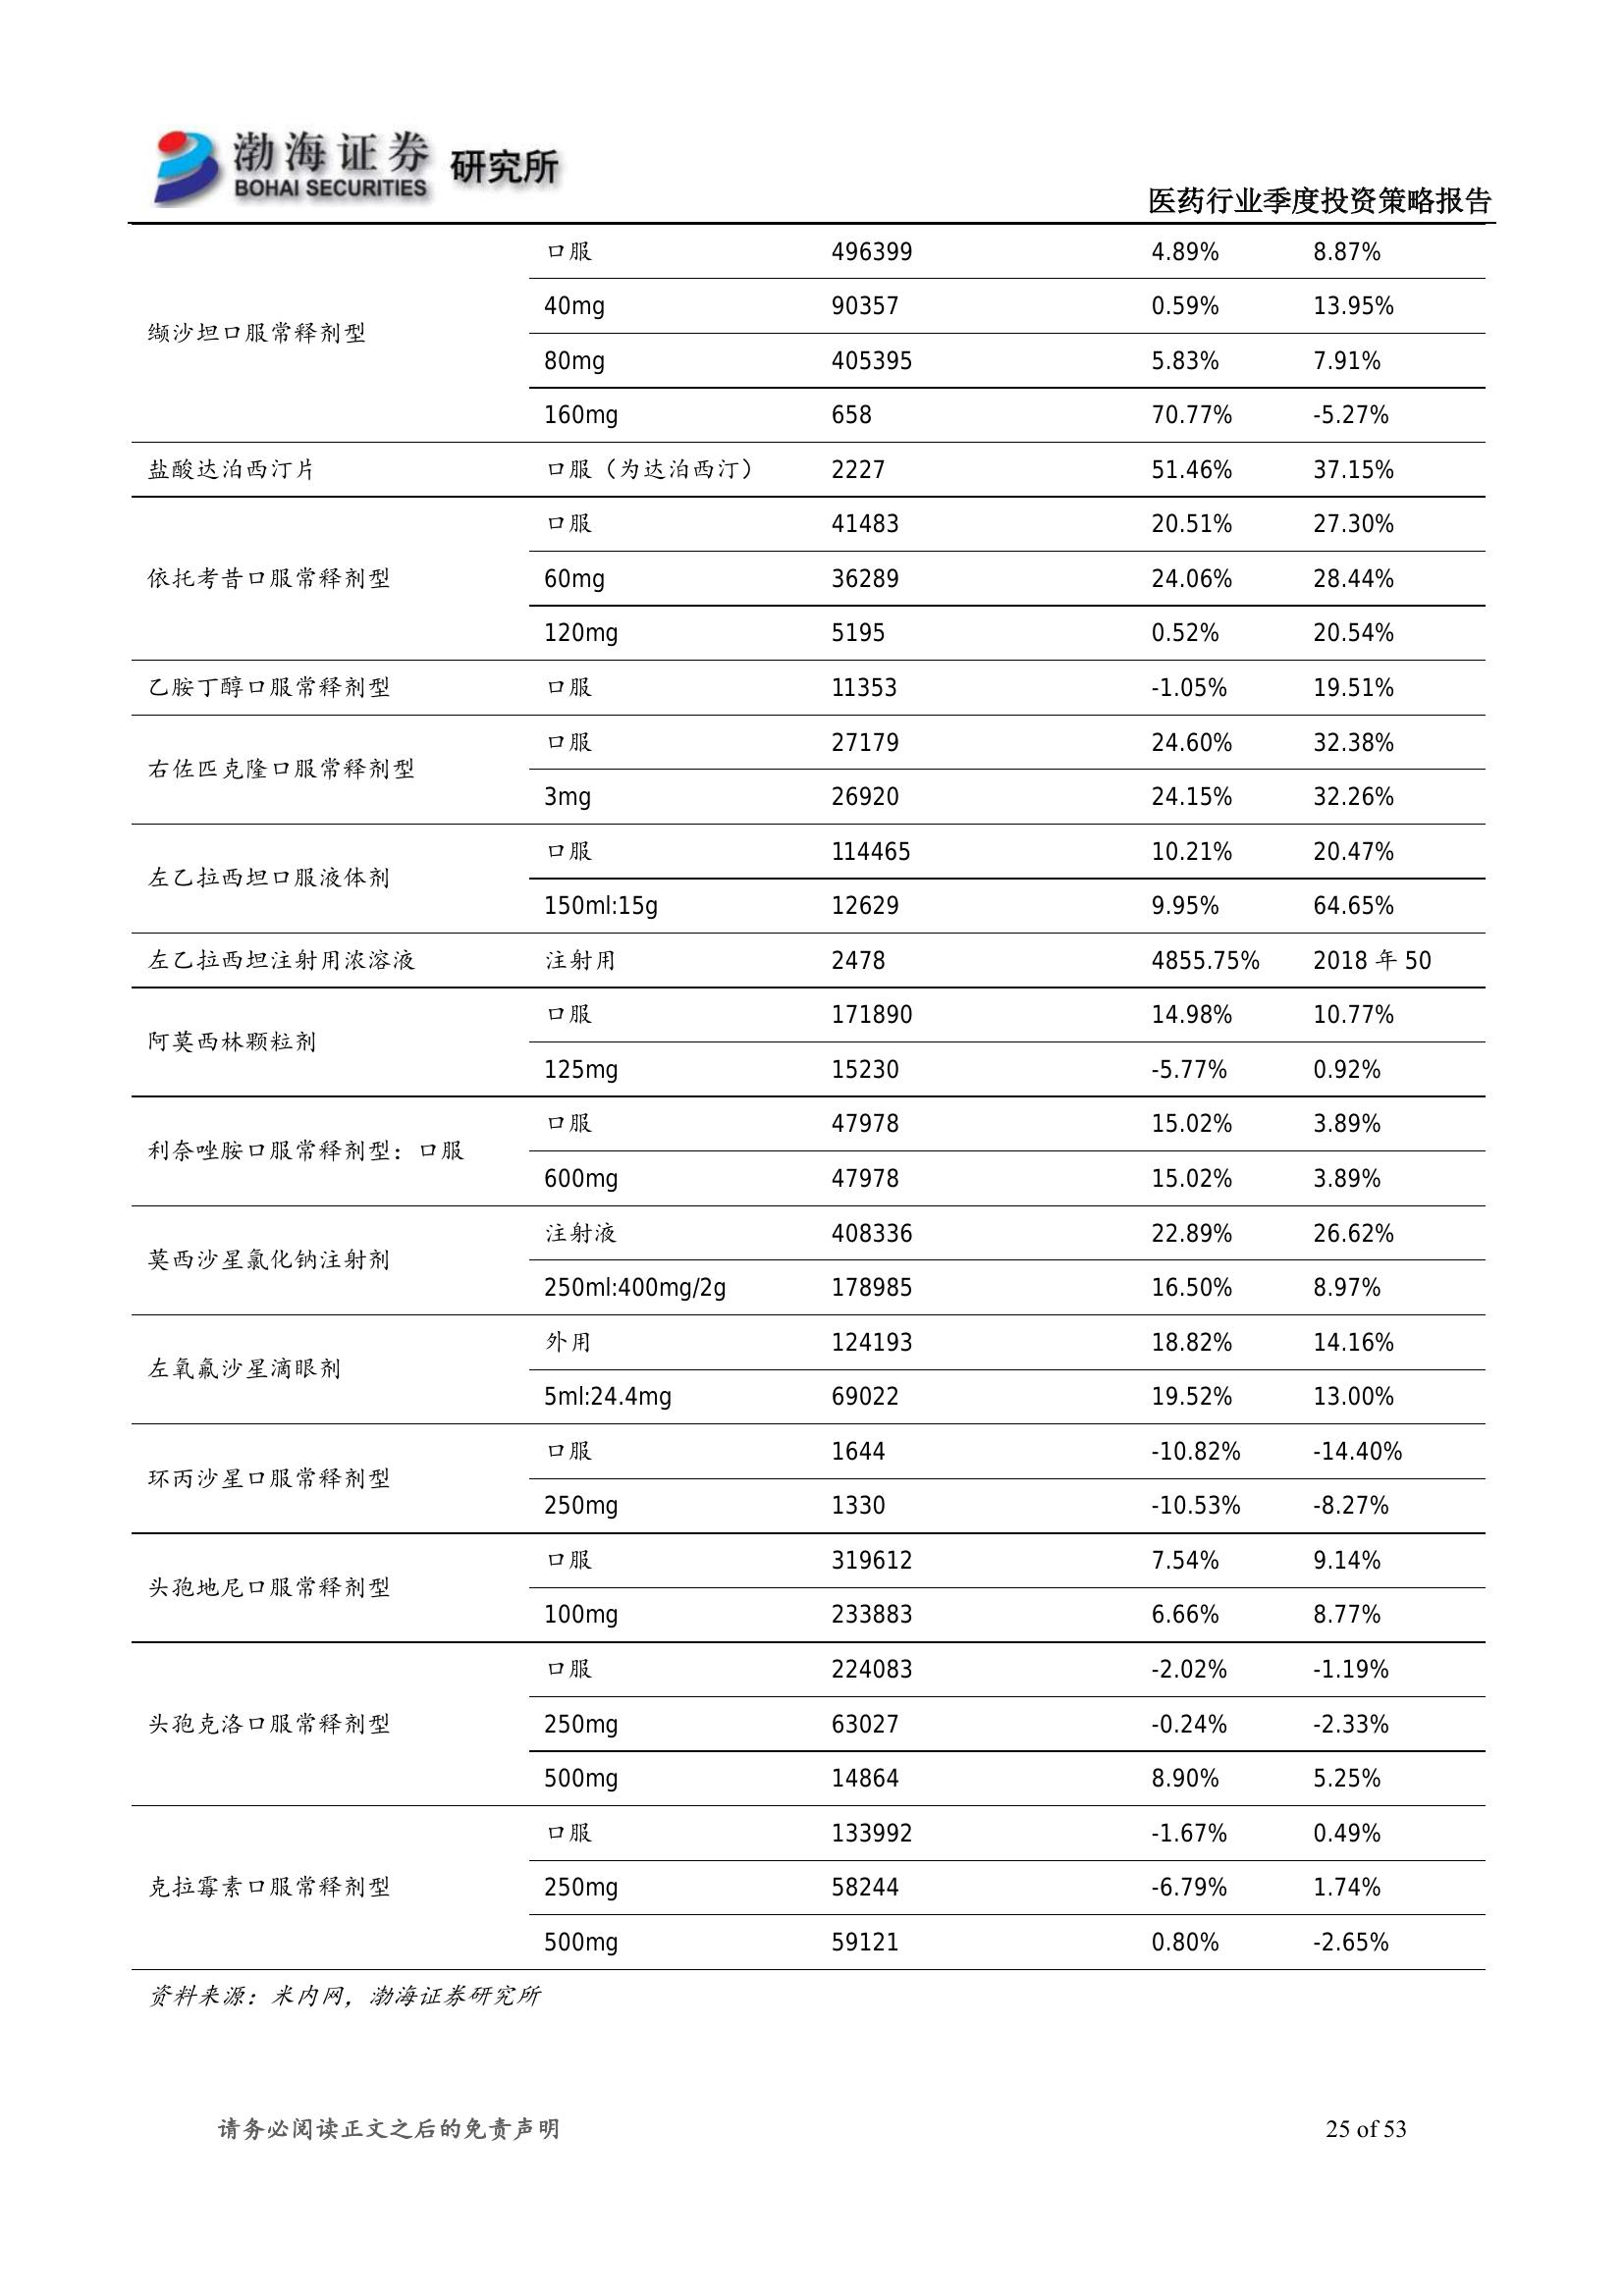 渤海证券 研究所
BOHAI SECURITIES
医药行业季度投资策略报告
缬沙坦口服常释剂型
口服 496399 4.89% 8.87%
40mg 90357 0.59% 13.95%
80mg 405395 5.83% 7.91%
160mg 658 70.77% -5.27%
盐酸达泊西汀片 口服（为达泊西汀） 2227 51.46% 37.15%
依托考昔口服常释剂型
口服 41483 20.51% 27.30%
60mg 36289 24.06% 28.44%
120mg 5195 0.52% 20.54%
乙胺丁醇口服常释剂型 口服 11353 -1.05% 19.51%
右佐匹克隆口服常释剂型
口服 27179 24.60% 32.38%
3mg 26920 24.15% 32.26%
左乙拉西坦口服液体剂
口服 114465 10.21% 20.47%
150ml:15g 12629 9.95% 64.65%
左乙拉西坦注射用浓溶液 注射用 2478 4855.75% 2018 年 50
阿莫西林颗粒剂
口服 171890 14.98% 10.77%
125mg 15230 -5.77% 0.92%
利奈唑胺口服常释剂型：口服
口服 47978 15.02% 3.89%
600mg 47978 15.02% 3.89%
莫西沙星氯化钠注射剂
注射液 408336 22.89% 26.62%
250ml:400mg/2g 178985 16.50% 8.97%
左氧氟沙星滴眼剂
外用 124193 18.82% 14.16%
5ml:24.4mg 69022 19.52% 13.00%
环丙沙星口服常释剂型
口服 1644 -10.82% -14.40%
250mg 1330 -10.53% -8.27%
头孢地尼口服常释剂型
口服 319612 7.54% 9.14%
100mg 233883 6.66% 8.77%
头孢克洛口服常释剂型
口服 224083 -2.02% -1.19%
250mg 63027 -0.24% -2.33%
500mg 14864 8.90% 5.25%
克拉霉素口服常释剂型
口服 133992 -1.67% 0.49%
250mg 58244 -6.79% 1.74%
500mg 59121 0.80% -2.65%
资料来源：米内网，渤海证券研究所
请务必阅读正文之后的免责声明 25 of 53